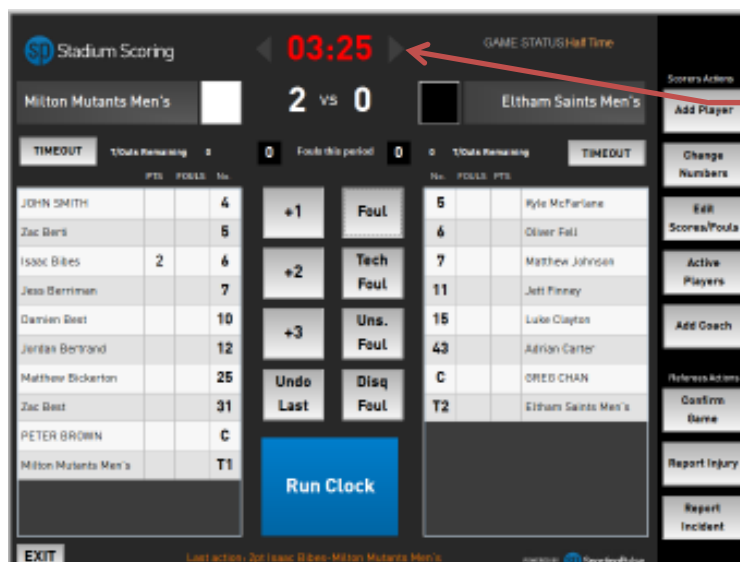 SP Stadium Scoring
03:25
GAME STATUS: Half Time
Milton Mutants Men's
2 vs 0
Eltham Saints Men's
TIMEOUT T/Outs Remaining 0
0 Fouls this period 0
0 T/Outs Remaining TIMEOUT
PTS FOULS No.
No. FOULS PTS
JOHN SMITH 4
Zac Berti 5
Isaac Bibes 2 6
Jess Berriman 7
Damien Best 10
Jordan Bertrand 12
Matthew Bickerton 25
Zac Best 31
PETER BROWN C
Milton Mutants Men's T1
+1 Foul
+2 Tech Foul
+3 Uns. Foul
Undo Last Disq Foul
Run Clock
5 Kyle McFarlane
6 Oliver Fell
7 Matthew Johnson
11 Jett Finney
15 Luke Clayton
43 Adrian Carter
C GREG CHAN
T2 Eltham Saints Men's
Scorers Actions
Add Player
Change
Numbers
Edit
Scores/Fouls
Active
Players
Add Coach
Referees Actions
Confirm
Game
Report Injury
Report
Incident
EXIT
Last action: 2pt Isaac Bibes-Milton Mutants Men's
POWERED BY SportingPulse